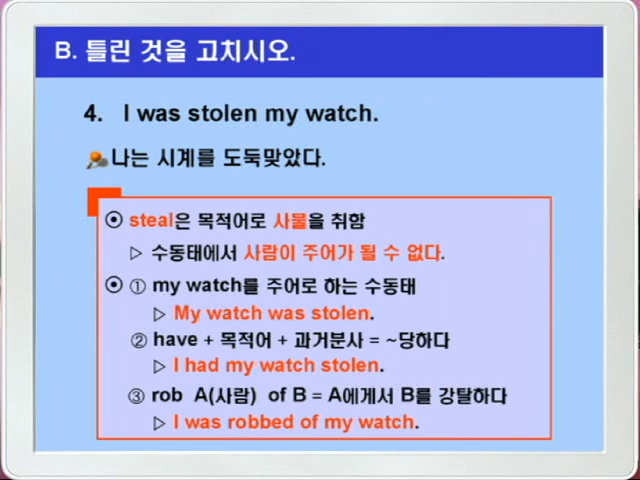 B. 틀린 것을 고치시오.
4. I was stolen my watch.
나는 시계를 도둑맞았다.
⊙ steal은 목적어로 사물을 취함
▷ 수동태에서 사람이 주어가 될 수 없다.
⊙ ① my watch를 주어로 하는 수동태
▷ My watch was stolen.
② have + 목적어 + 과거분사 = ~당하다
▷ I had my watch stolen.
③ rob A(사람) of B = A에게서 B를 강탈하다
▷ I was robbed of my watch.